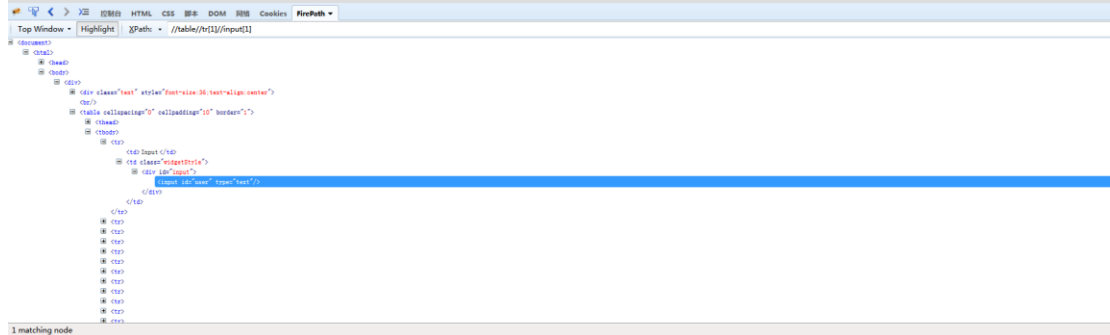 控制台 HTML CSS 脚本 DOM 网络 Cookies FirePath
Top Window Highlight XPath: //table//tr[1]//input[1]
<document>
<html>
<head>
<body>
<div>
<div class="text" style="font-size:36;text-align:center">
<br/>
<table cellspacing="0" cellpadding="10" border="1">
<thead>
<tbody>
<tr>
<td>Input</td>
<td class="widgetStyle">
<div id="input">
<input id="user" type="text"/>
</div>
</td>
</tr>
<tr>
<tr>
<tr>
<tr>
<tr>
<tr>
<tr>
<tr>
<tr>
<tr>
<tr>
1 matching node